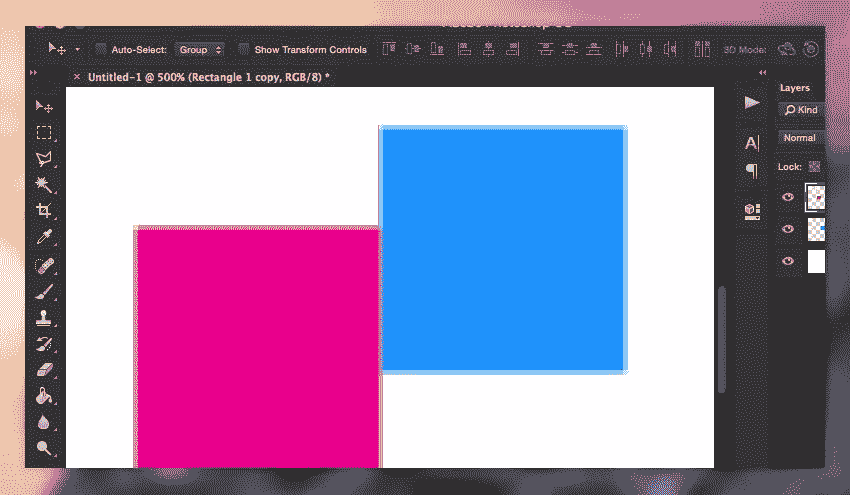 Auto-Select: Group Show Transform Controls 3D Mode:
× Untitled-1 @ 500% (Rectangle 1 copy, RGB/8) *
Layers
Kind
Normal
Lock: